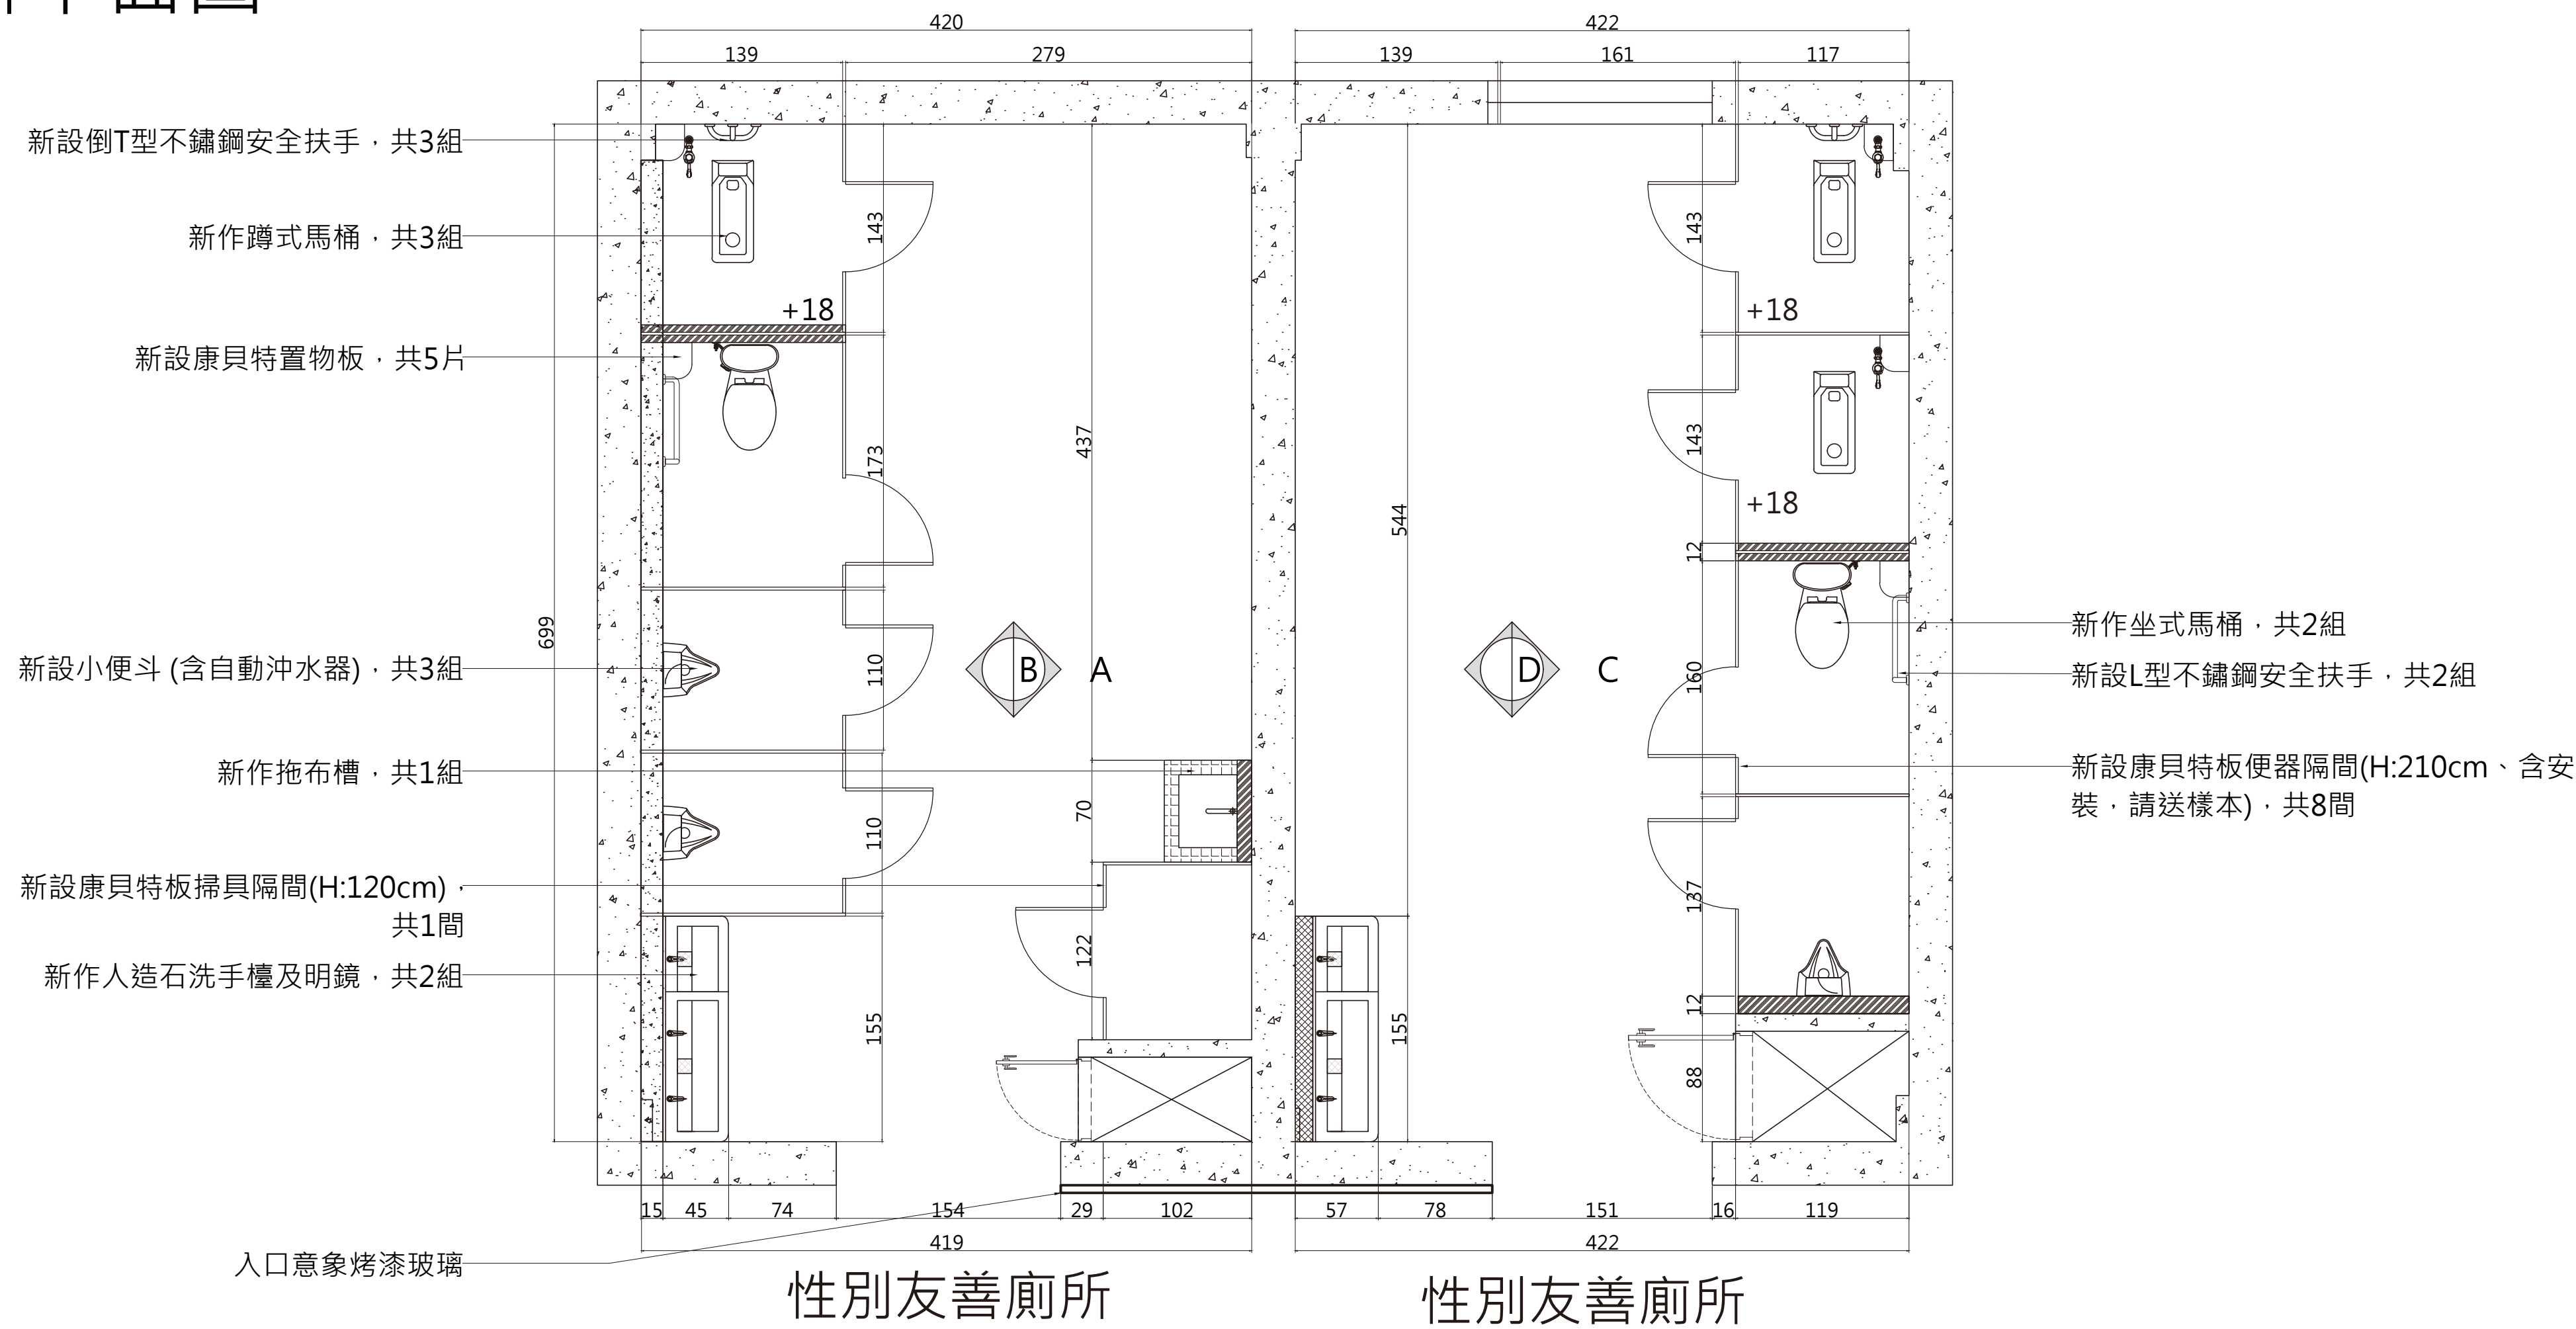 420
422
139
279
139
161
117
新設倒T型不鏽鋼安全扶手，共3組
新作蹲式馬桶，共3組
143
143
+18
+18
新設康貝特置物板，共5片
437
173
143
544
+18
12
699
新作坐式馬桶，共2組
新設小便斗 (含自動沖水器)，共3組
110
B
A
D
C
160
新設L型不鏽鋼安全扶手，共2組
新作拖布槽，共1組
新設康貝特板便器隔間(H:210cm、含安
裝，請送樣本)，共8間
70
110
新設康貝特板掃具隔間(H:120cm)，
共1間
137
122
新作人造石洗手檯及明鏡，共2組
12
155
155
88
15
45
74
154
29
102
57
78
151
16
119
419
422
入口意象烤漆玻璃
性別友善廁所
性別友善廁所